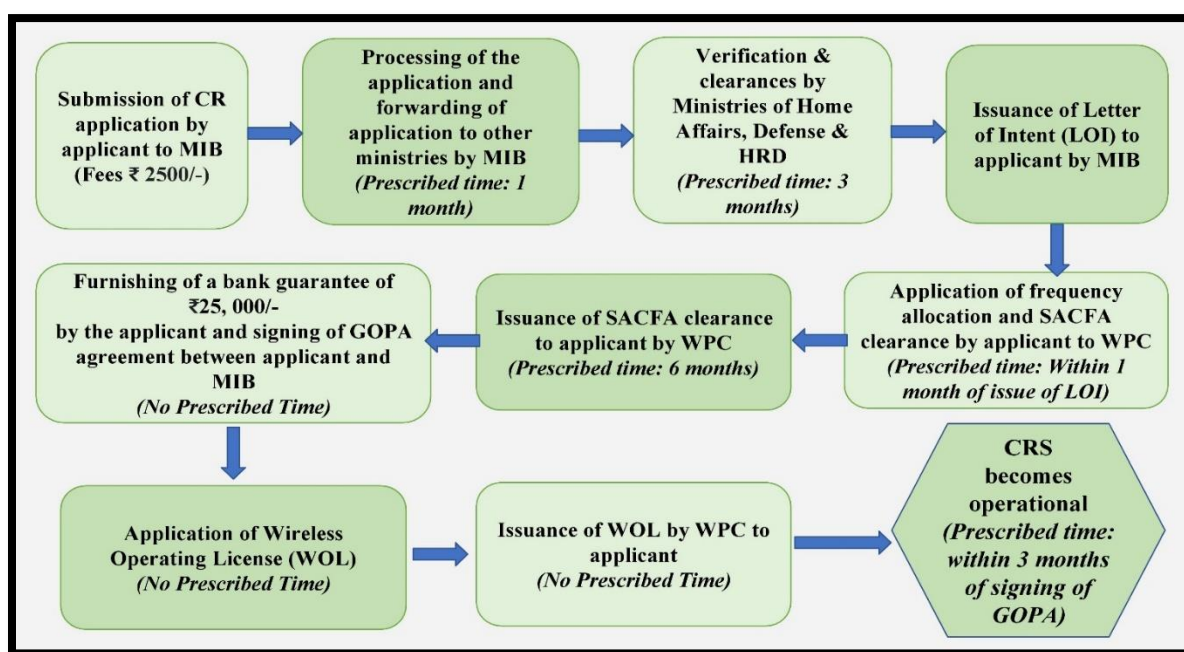 Submission of CR
application by
applicant to MIB
(Fees ₹ 2500/-)
Processing of the
application and
forwarding of
application to other
ministries by MIB
(Prescribed time: 1
month)
Verification &
clearances by
Ministries of Home
Affairs, Defense &
HRD
(Prescribed time: 3
months)
Issuance of Letter
of Intent (LOI) to
applicant by MIB
Application of frequency
allocation and SACFA
clearance by applicant to WPC
(Prescribed time: Within 1
month of issue of LOI)
Issuance of SACFA clearance
to applicant by WPC
(Prescribed time: 6 months)
Furnishing of a bank guarantee of
₹25, 000/-
by the applicant and signing of GOPA
agreement between applicant and
MIB
(No Prescribed Time)
Application of Wireless
Operating License (WOL)
(No Prescribed Time)
Issuance of WOL by WPC to
applicant
(No Prescribed Time)
CRS
becomes
operational
(Prescribed time:
within 3 months
of signing of
GOPA)